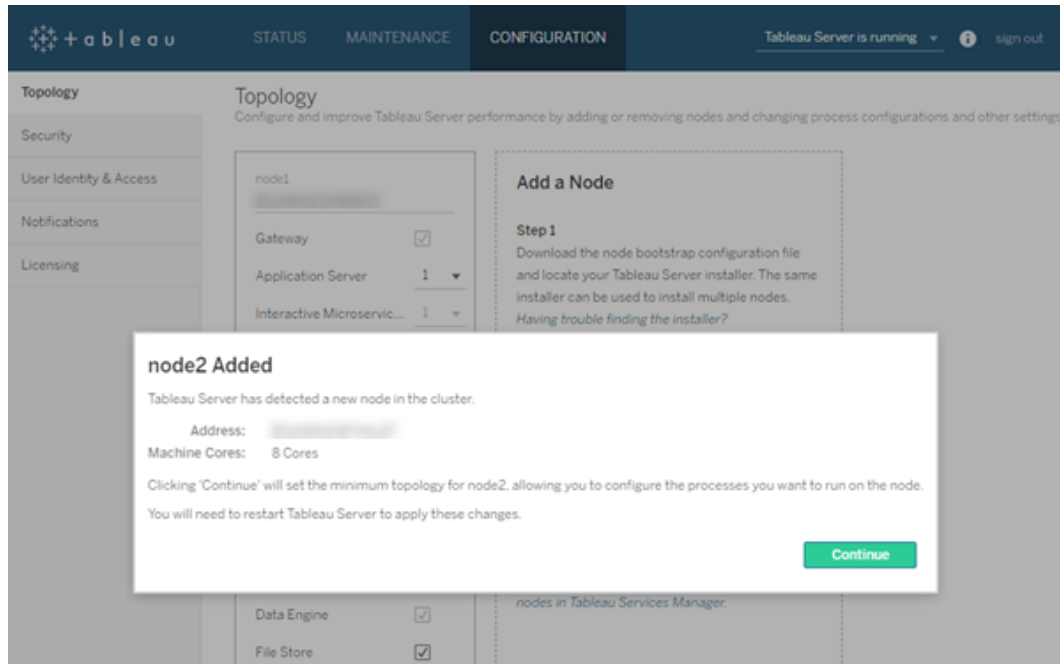 + a b | e a u
STATUS
MAINTENANCE
CONFIGURATION
Tableau Server is running
i
sign out
Topology
Security
User Identity & Access
Notifications
Licensing
Topology
Configure and improve Tableau Server performance by adding or removing nodes and changing process configurations and other settings
node1
Gateway
Application Server 1
Interactive Microservic... 1
Add a Node
Step 1
Download the node bootstrap configuration file
and locate your Tableau Server installer. The same
installer can be used to install multiple nodes.
Having trouble finding the installer?
node2 Added
Tableau Server has detected a new node in the cluster.
Address:
Machine Cores: 8 Cores
Clicking 'Continue' will set the minimum topology for node2, allowing you to configure the processes you want to run on the node.
You will need to restart Tableau Server to apply these changes.
Continue
nodes in Tableau Services Manager.
Data Engine
File Store